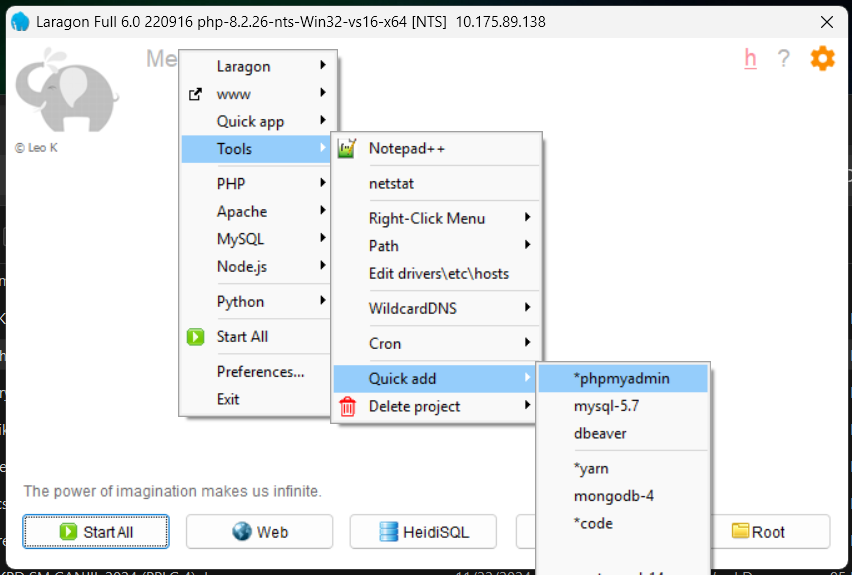 Laragon Full 6.0 220916 php-8.2.26-nts-Win32-vs16-x64 [NTS] 10.175.89.138
Me
h ?
© Leo K
Laragon
www
Quick app
Tools
PHP
Apache
MySQL
Node.js
Python
Start All
Preferences...
Exit
Notepad++
netstat
Right-Click Menu
Path
Edit drivers\etc\hosts
WildcardDNS
Cron
Quick add
Delete project
*phpmyadmin
mysql-5.7
dbeaver
*yarn
mongodb-4
*code
The power of imagination makes us infinite.
Start All
Web
HeidiSQL
Root